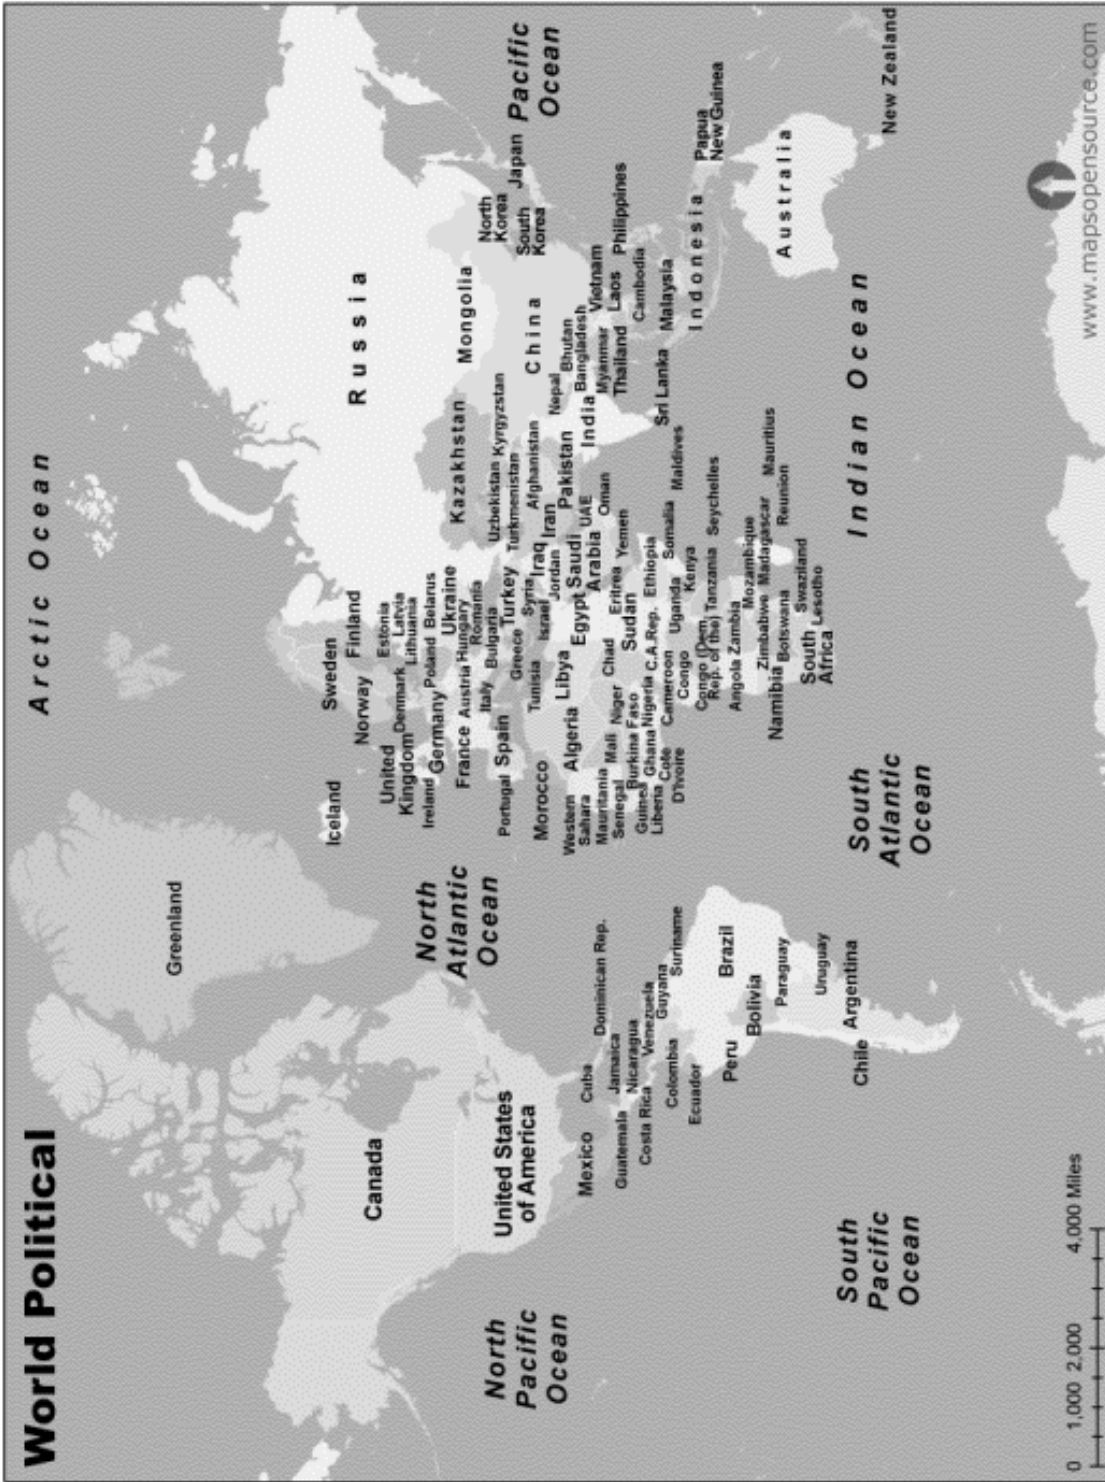 World Political
Arctic Ocean
Greenland
Iceland
Sweden
Finland
Norway
Russia
Canada
United
Kingdom
Denmark
Estonia
Latvia
Lithuania
Ireland
Germany
Poland
Belarus
Ukraine
France
Austria
Hungary
Romania
Italy
Bulgaria
Kazakhstan
Mongolia
North
Atlantic
Ocean
United States
of America
North
Pacific
Ocean
Portugal
Spain
Greece
Turkey
Uzbekistan
Kyrgyzstan
Turkmenistan
North
Korea
South
Korea
Japan
Pacific
Ocean
Morocco
Tunisia
Israel
Syria
Jordan
Iraq
Iran
Afghanistan
China
Nepal
Bhutan
Bangladesh
Pakistan
India
Western
Sahara
Algeria
Libya
Egypt
Saudi
Arabia
UAE
Oman
Myanmar
Vietnam
Thailand
Laos
Philippines
Cambodia
Mexico
Cuba
Dominican Rep.
Jamaica
Guatemala
Nicaragua
Costa Rica
Venezuela
Guyana
Suriname
Colombia
Ecuador
Mauritania
Mali
Niger
Chad
Sudan
Eritrea
Yemen
Senegal
Burkina Faso
Guinea
Ghana
Nigeria
C.A.Rep.
Ethiopia
Liberia
Cote
D'Ivoire
Cameroon
Congo
Uganda
Kenya
Somalia
Maldives
Sri Lanka
Malaysia
Indonesia
Papua
New Guinea
Congo (Dem.
Rep. of the)
Tanzania
Seychelles
Peru
Brazil
Bolivia
Paraguay
Uruguay
Argentina
Chile
Angola
Zambia
Mozambique
Zimbabwe
Madagascar
Mauritius
Reunion
Namibia
Botswana
Swaziland
Lesotho
South
Africa
Australia
New Zealand
South
Pacific
Ocean
South
Atlantic
Ocean
Indian Ocean
0 1,000 2,000 4,000 Miles
www.mapsopensource.com